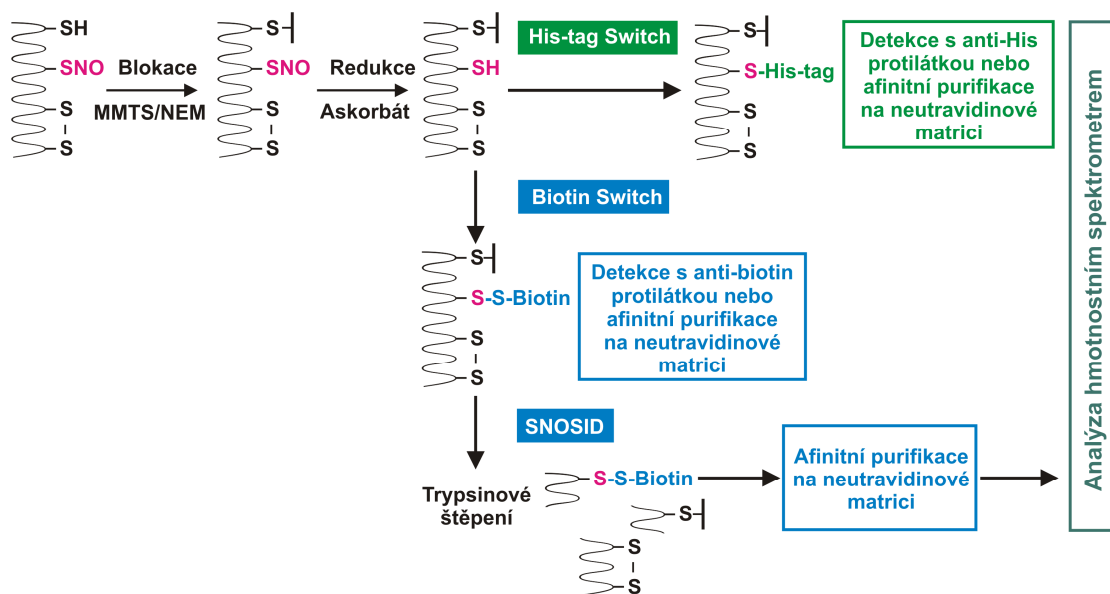 SH
SNO
S
S
Blokace
MMTS/NEM
S
SNO
S
S
Redukce
Askorbát
S
SH
S
S
His-tag Switch
S
S-His-tag
S
S
Detekce s anti-His
protilátkou nebo
afinitní purifikace
na neutravidinové
matrici
Analýza hmotnostním spektrometrem
Biotin Switch
S
S-S-Biotin
S
S
Detekce s anti-biotin
protilátkou nebo
afinitní purifikace
na neutravidinové
matrici
SNOSID
Trypsinové
štěpení
S-S-Biotin
S
S
S
Afinitní purifikace
na neutravidinové
matrici